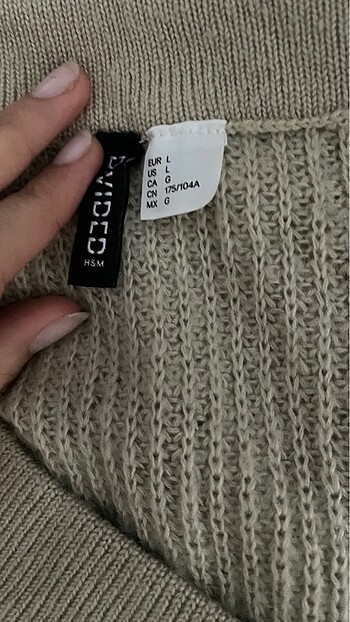 DIVIDED
H&M
EUR L
US L
CA G
CN 175/104A
MX G